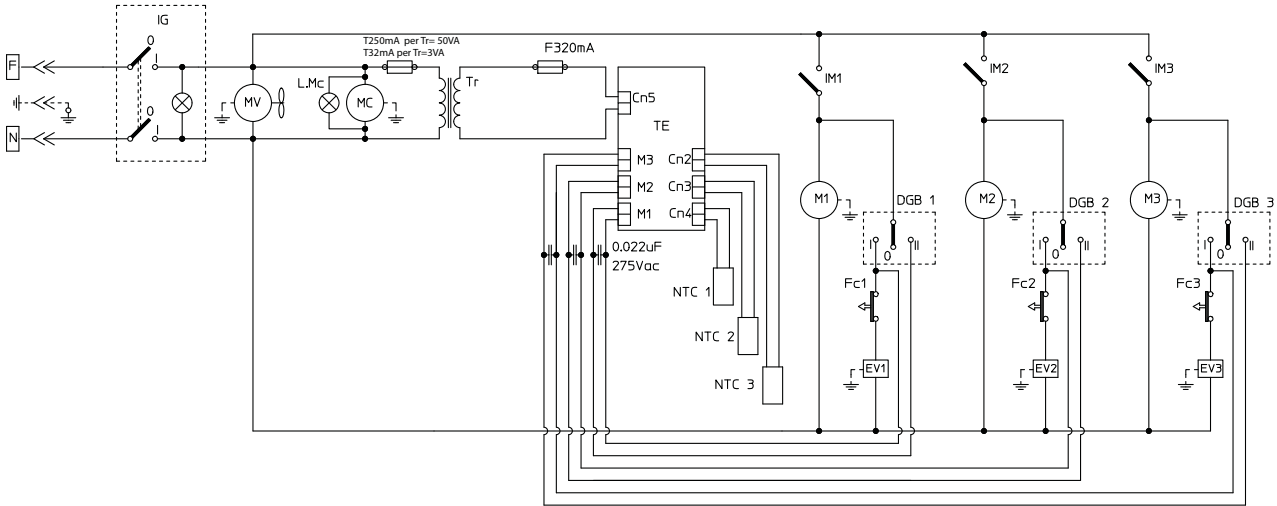 IG
0
I
0
I
F
N
T250mA per Tr= 50VA
T32mA per Tr=3VA
F320mA
L.Mc
MV
MC
Tr
Cn5
TE
M3 Cn2
M2 Cn3
M1 Cn4
0.022uF
275Vac
NTC 1
NTC 2
NTC 3
IM1
IM2
IM3
M1
M2
M3
DGB 1
DGB 2
DGB 3
I 0 II
I 0 II
I 0 II
Fc1
Fc2
Fc3
EV1
EV2
EV3